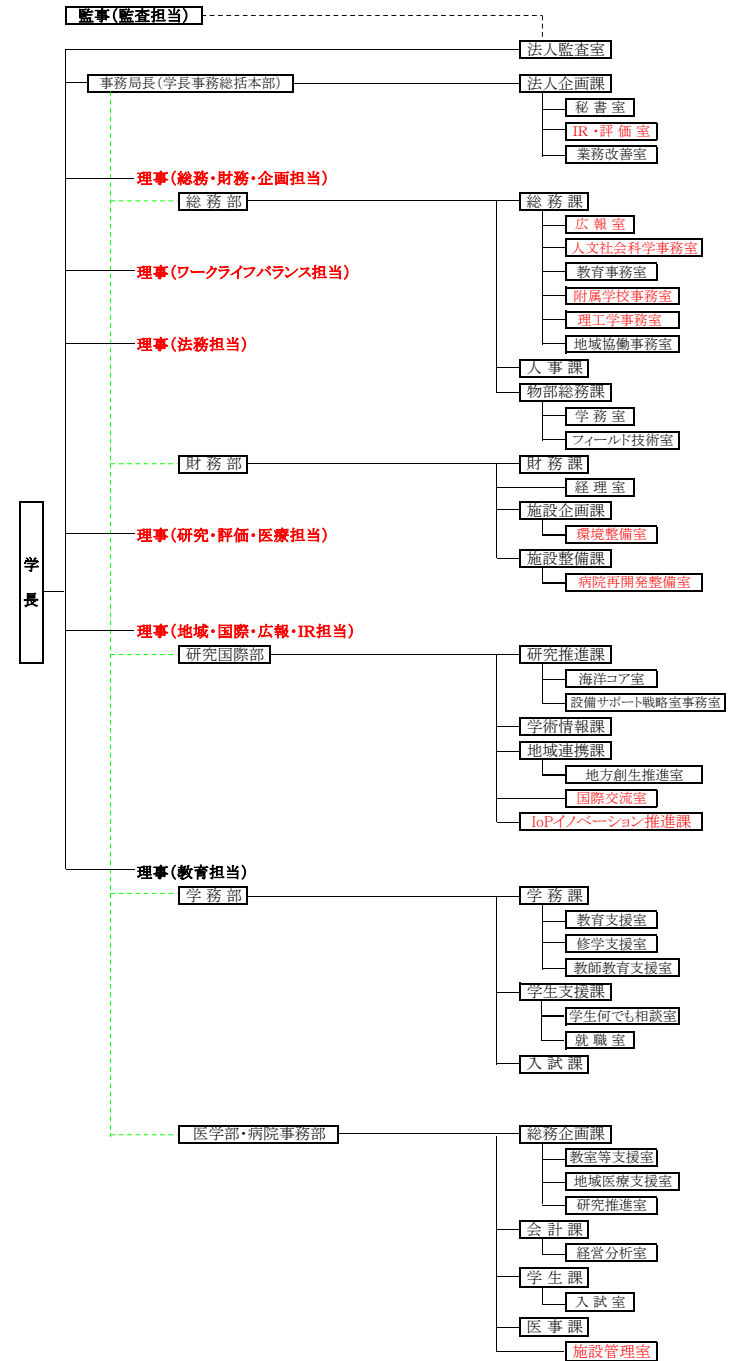 監事(監査担当)
法人監査室
事務局長(学長事務総括本部)
法人企画課
秘書室
IR・評価室
業務改善室
理事(総務・財務・企画担当)
総務部
総務課
広報室
人文社会科学事務室
理事(ワークライフバランス担当)
教育事務室
附属学校事務室
理工学事務室
理事(法務担当)
地域協働事務室
人事課
物部総務課
学務室
フィールド技術室
財務部
財務課
経理室
施設企画課
理事(研究・評価・医療担当)
環境整備室
施設整備課
学長
病院再開発整備室
理事(地域・国際・広報・IR担当)
研究国際部
研究推進課
海洋コア室
設備サポート戦略室事務室
学術情報課
地域連携課
地方創生推進室
国際交流室
IoPイノベーション推進課
理事(教育担当)
学務部
学務課
教育支援室
修学支援室
教師教育支援室
学生支援課
学生何でも相談室
就職室
入試課
医学部・病院事務部
総務企画課
教室等支援室
地域医療支援室
研究推進室
会計課
経営分析室
学生課
入試室
医事課
施設管理室